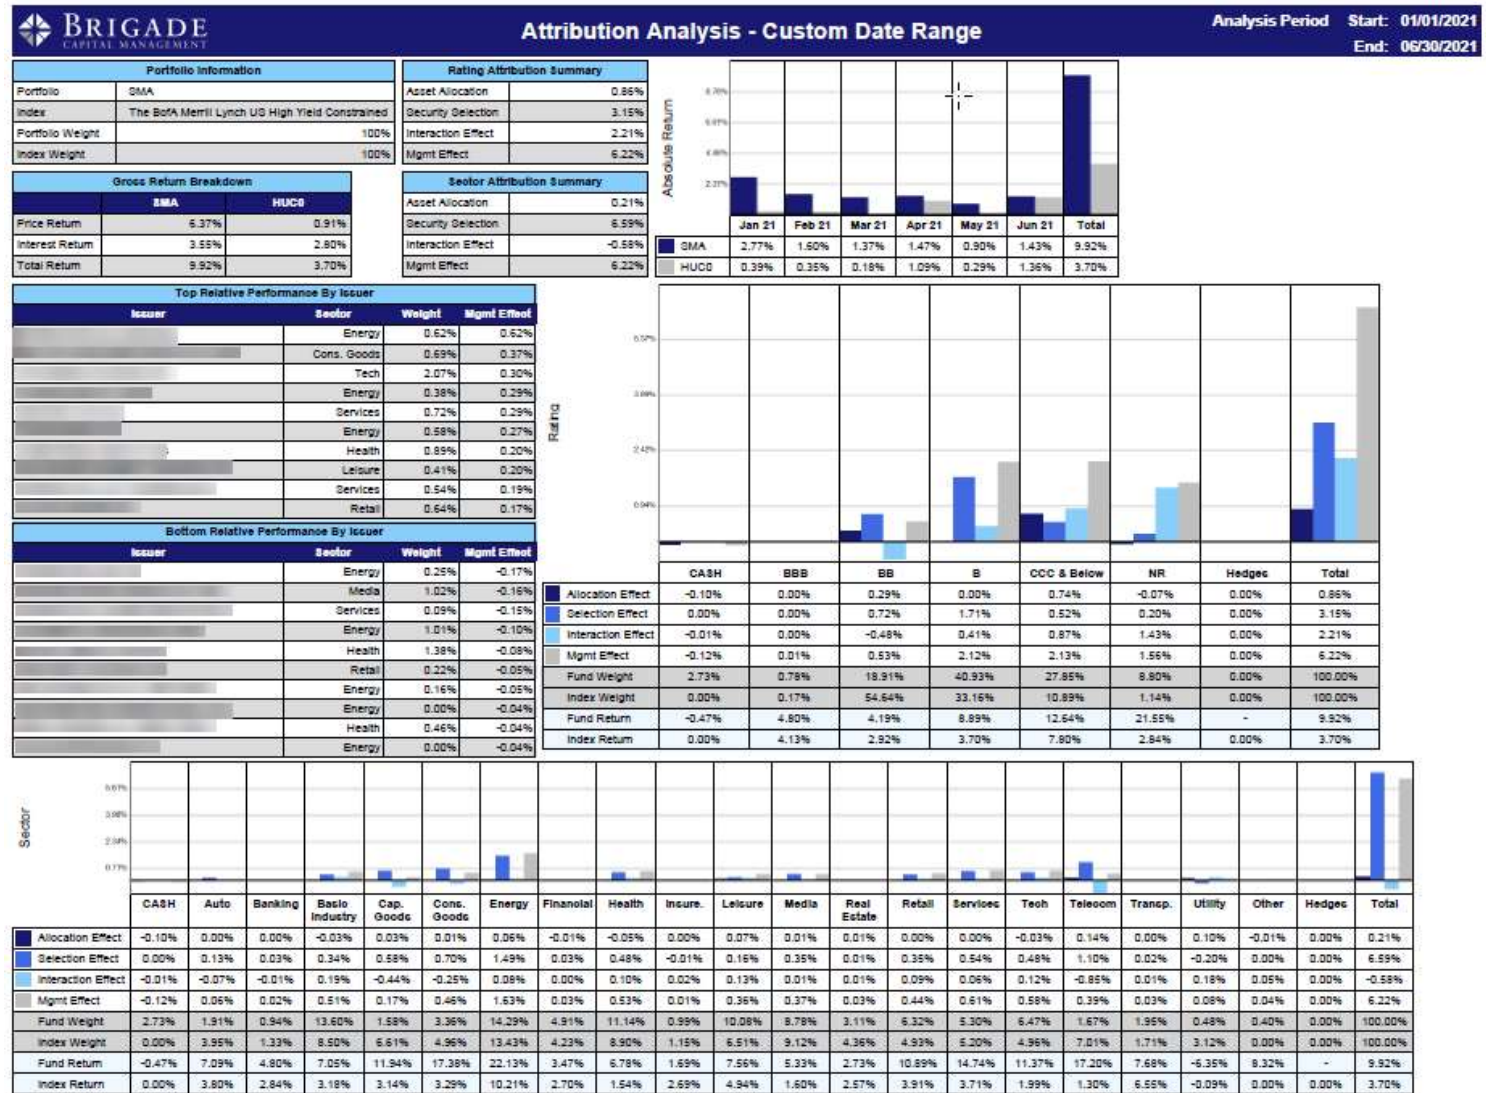 BRIGADE
CAPITAL MANAGEMENT
Attribution Analysis - Custom Date Range
Analysis Period Start: 01/01/2021
End: 06/30/2021
Portfolio Information
Portfolio SMA
Index The BofA Merrill Lynch US High Yield Constrained
Portfolio Weight 100%
Index Weight 100%
Rating Attribution Summary
Asset Allocation 0.86%
Security Selection 3.15%
Interaction Effect 2.21%
Mgmt Effect 6.22%
Gross Return Breakdown
SMA HUC0
Price Return 6.37% 0.91%
Interest Return 3.55% 2.80%
Total Return 9.92% 3.70%
Sector Attribution Summary
Asset Allocation 0.21%
Security Selection 6.59%
Interaction Effect -0.58%
Mgmt Effect 6.22%
Absolute Return
Jan 21 Feb 21 Mar 21 Apr 21 May 21 Jun 21 Total
SMA 2.77% 1.60% 1.37% 1.47% 0.90% 1.43% 9.92%
HUC0 0.39% 0.35% 0.18% 1.09% 0.29% 1.36% 3.70%
Top Relative Performance By Issuer
Issuer Sector Weight Mgmt Effect
Energy 0.62% 0.62%
Cons. Goods 0.69% 0.37%
Tech 2.07% 0.30%
Energy 0.38% 0.29%
Services 0.72% 0.29%
Energy 0.58% 0.27%
Health 0.89% 0.20%
Leisure 0.41% 0.20%
Services 0.54% 0.19%
Retail 0.64% 0.17%
Bottom Relative Performance By Issuer
Issuer Sector Weight Mgmt Effect
Energy 0.25% -0.17%
Media 1.02% -0.16%
Services 0.09% -0.15%
Energy 1.01% -0.10%
Health 1.38% -0.08%
Retail 0.22% -0.05%
Energy 0.16% -0.05%
Energy 0.00% -0.04%
Health 0.46% -0.04%
Energy 0.00% -0.04%
Rating
CASH BBB BB B CCC & Below NR Hedges Total
Allocation Effect -0.10% 0.00% 0.29% 0.00% 0.74% -0.07% 0.00% 0.86%
Selection Effect 0.00% 0.00% 0.72% 1.71% 0.52% 0.20% 0.00% 3.15%
Interaction Effect -0.01% 0.00% -0.48% 0.41% 0.87% 1.43% 0.00% 2.21%
Mgmt Effect -0.12% 0.01% 0.53% 2.12% 2.13% 1.56% 0.00% 6.22%
Fund Weight 2.73% 0.78% 18.91% 40.93% 27.85% 8.80% 0.00% 100.00%
Index Weight 0.00% 0.17% 54.64% 33.16% 10.89% 1.14% 0.00% 100.00%
Fund Return -0.47% 4.80% 4.19% 8.89% 12.64% 21.55% - 9.92%
Index Return 0.00% 4.13% 2.92% 3.70% 7.80% 2.84% 0.00% 3.70%
Sector
CASH Auto Banking Basic Industry Cap. Goods Cons. Goods Energy Financial Health Insure. Leisure Media Real Estate Retail Services Tech Telecom Transp. Utility Other Hedges Total
Allocation Effect -0.10% 0.00% 0.00% -0.03% 0.03% 0.01% 0.06% -0.01% -0.05% 0.00% 0.07% 0.01% 0.01% 0.00% 0.00% -0.03% 0.14% 0.00% 0.10% -0.01% 0.00% 0.21%
Selection Effect 0.00% 0.13% 0.03% 0.34% 0.58% 0.70% 1.49% 0.03% 0.48% -0.01% 0.16% 0.35% 0.01% 0.35% 0.54% 0.48% 1.10% 0.02% -0.20% 0.00% 0.00% 6.59%
Interaction Effect -0.01% -0.07% -0.01% 0.19% -0.44% -0.25% 0.08% 0.00% 0.10% 0.02% 0.13% 0.01% 0.01% 0.09% 0.06% 0.12% -0.85% 0.01% 0.18% 0.05% 0.00% -0.58%
Mgmt Effect -0.12% 0.06% 0.02% 0.51% 0.17% 0.46% 1.63% 0.03% 0.53% 0.01% 0.36% 0.37% 0.03% 0.44% 0.61% 0.58% 0.39% 0.03% 0.08% 0.04% 0.00% 6.22%
Fund Weight 2.73% 1.91% 0.94% 13.60% 1.58% 3.36% 14.29% 4.91% 11.14% 0.99% 10.08% 8.78% 3.11% 6.32% 5.30% 6.47% 1.67% 1.95% 0.48% 0.40% 0.00% 100.00%
Index Weight 0.00% 3.95% 1.33% 8.50% 6.61% 4.96% 13.43% 4.23% 8.90% 1.15% 6.51% 9.12% 4.36% 4.93% 5.20% 4.96% 7.01% 1.71% 3.12% 0.00% 0.00% 100.00%
Fund Return -0.47% 7.09% 4.80% 7.05% 11.94% 17.38% 22.13% 3.47% 6.78% 1.69% 7.56% 5.33% 2.73% 10.89% 14.74% 11.37% 17.20% 7.68% -6.35% 8.32% - 9.92%
Index Return 0.00% 3.80% 2.84% 3.18% 3.14% 3.29% 10.21% 2.70% 1.54% 2.69% 4.94% 1.60% 2.57% 3.91% 3.71% 1.99% 1.30% 6.55% -0.09% 0.00% 0.00% 3.70%